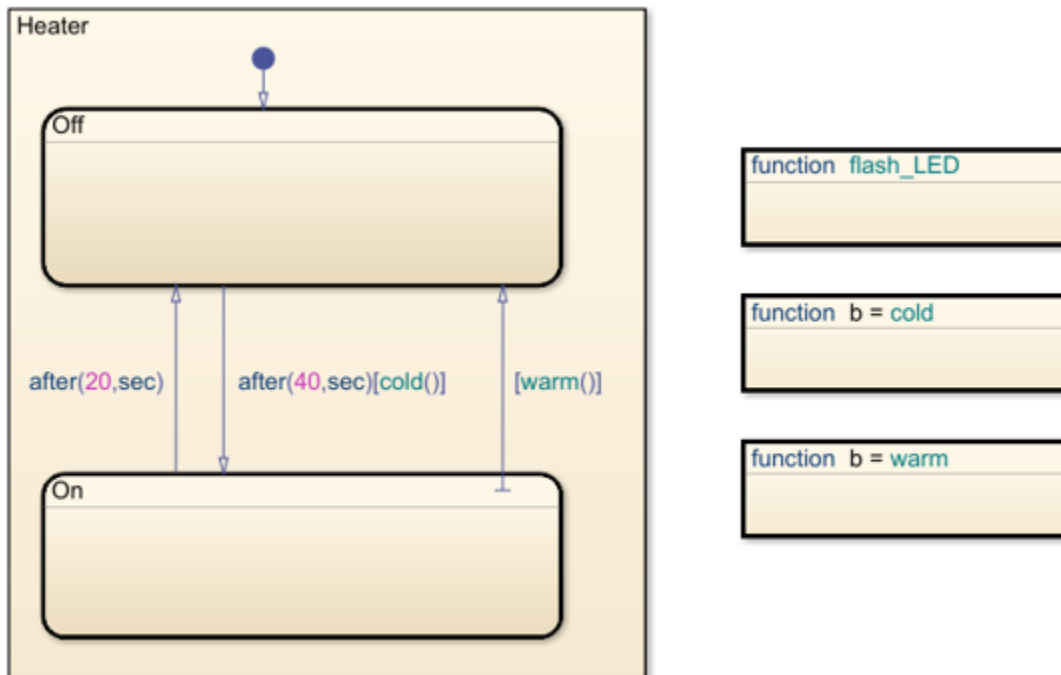 Heater
Off
after(20,sec)
after(40,sec)[cold()]
[warm()]
On
function flash_LED
function b = cold
function b = warm